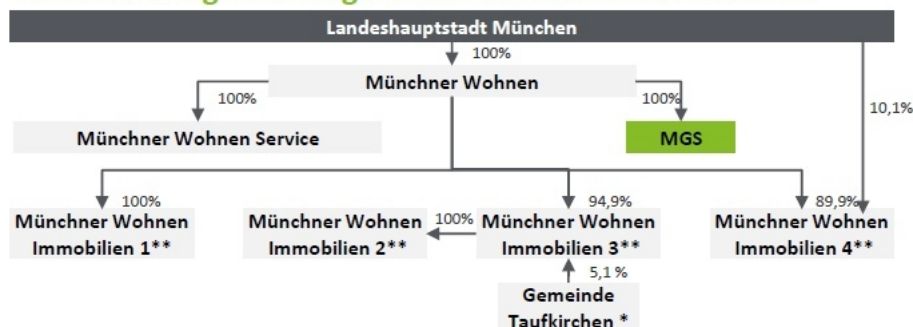 Landeshauptstadt München
100%
Münchner Wohnen
100%
100%
10,1%
Münchner Wohnen Service
MGS
100%
94,9%
89,9%
Münchner Wohnen
Immobilien 1**
Münchner Wohnen
Immobilien 2**
100%
Münchner Wohnen
Immobilien 3**
Münchner Wohnen
Immobilien 4**
5,1 %
Gemeinde
Taufkirchen *